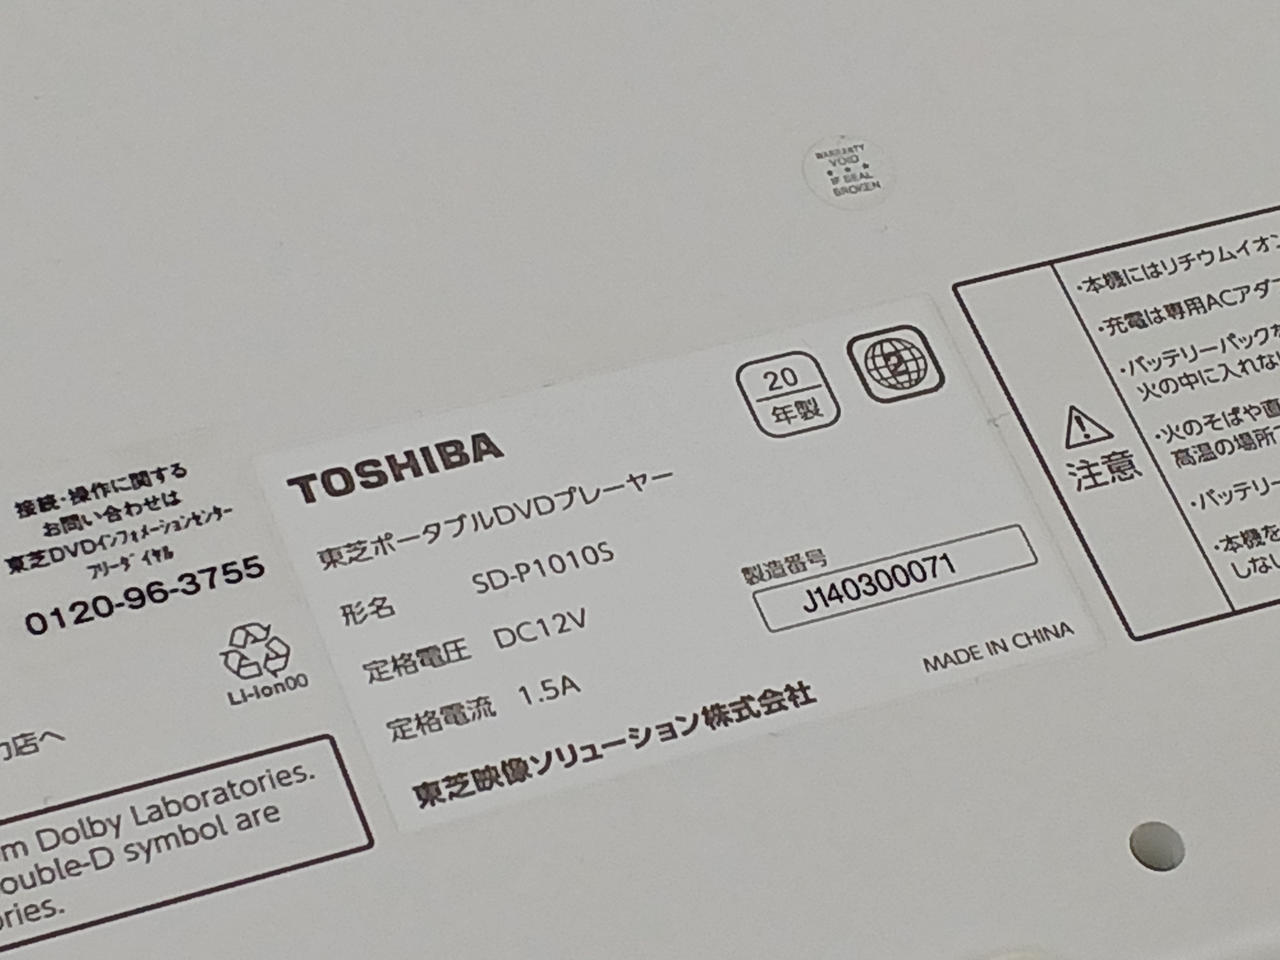 WARRANTY
VOID
IF SEAL
BROKEN
接続・操作に関する
お問い合わせは
東芝DVDインフォメーションセンター
フリーダイヤル
0120-96-3755
Li-Ion00
店へ
Dolby Laboratories.
ouble-D symbol are
ries.
TOSHIBA
20
年製
2
東芝ポータブルDVDプレーヤー
形名 SD-P1010S
定格電圧 DC12V
定格電流 1.5A
製造番号
J140300071
東芝映像ソリューション株式会社
MADE IN CHINA
注意
・本機にはリチウムイオン
・充電は専用ACアダプ
・バッテリーパックを
火の中に入れない
・火のそばや直
高温の場所で
・バッテリー
・本機を
しない